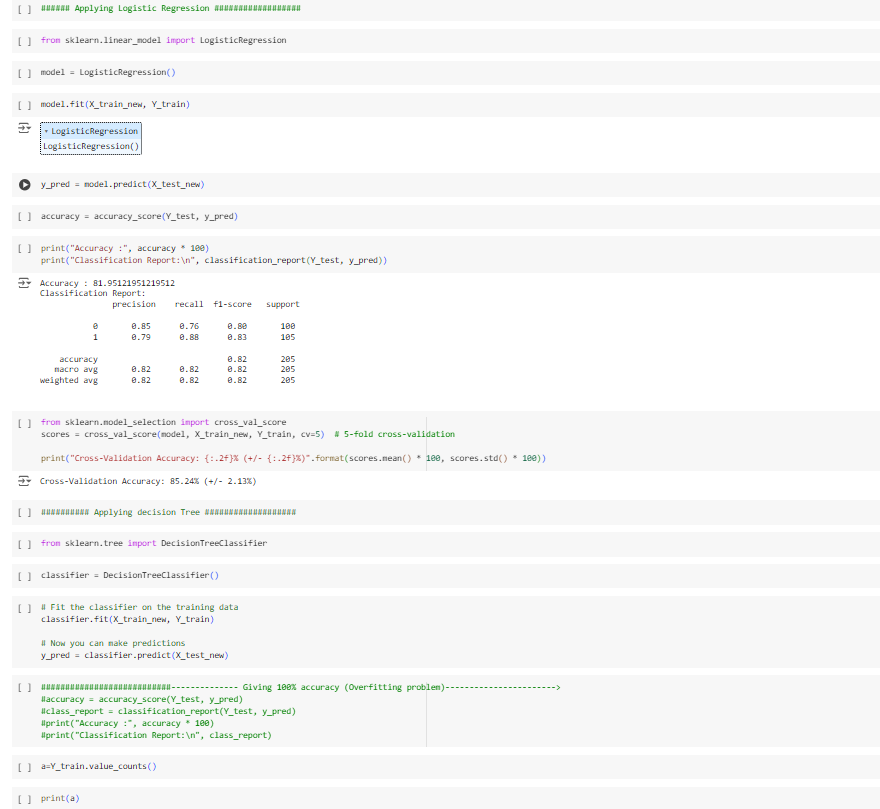 [ ] ###### Applying Logistic Regression ##################
[ ] from sklearn.linear_model import LogisticRegression
[ ] model = LogisticRegression()
[ ] model.fit(X_train_new, Y_train)
LogisticRegression
LogisticRegression()
y_pred = model.predict(X_test_new)
[ ] accuracy = accuracy_score(Y_test, y_pred)
[ ] print("Accuracy :", accuracy * 100)
print("Classification Report:\n", classification_report(Y_test, y_pred))
Accuracy : 81.95121951219512
Classification Report:
precision recall f1-score support
0 0.85 0.76 0.80 100
1 0.79 0.88 0.83 105
accuracy 0.82 205
macro avg 0.82 0.82 0.82 205
weighted avg 0.82 0.82 0.82 205
[ ] from sklearn.model_selection import cross_val_score
scores = cross_val_score(model, X_train_new, Y_train, cv=5) # 5-fold cross-validation
print("Cross-Validation Accuracy: {:.2f}% (+/- {:.2f}%)".format(scores.mean() * 100, scores.std() * 100))
Cross-Validation Accuracy: 85.24% (+/- 2.13%)
[ ] ########## Applying decision Tree ###################
[ ] from sklearn.tree import DecisionTreeClassifier
[ ] classifier = DecisionTreeClassifier()
[ ] # Fit the classifier on the training data
classifier.fit(X_train_new, Y_train)
# Now you can make predictions
y_pred = classifier.predict(X_test_new)
[ ] ###########################-------------- Giving 100% accuracy (Overfitting problem)----------------------->
#accuracy = accuracy_score(Y_test, y_pred)
#class_report = classification_report(Y_test, y_pred)
#print("Accuracy :", accuracy * 100)
#print("Classification Report:\n", class_report)
[ ] a=Y_train.value_counts()
[ ] print(a)